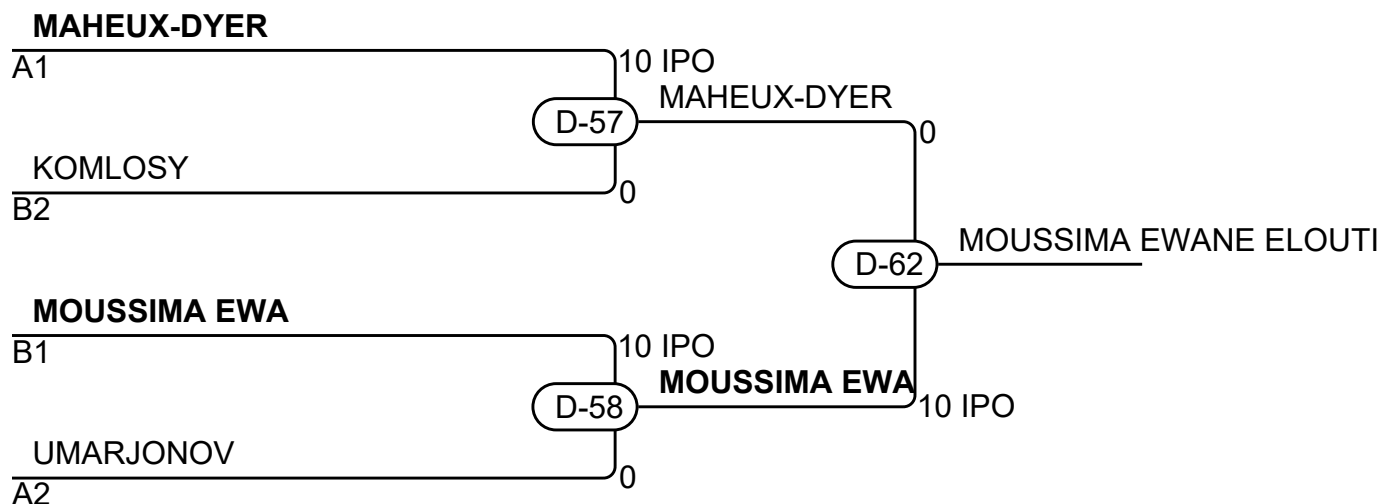 MAHEUX-DYER
A1
10 IPO
MAHEUX-DYER
D-57
0
KOMLOSY
0
B2
MOUSSIMA EWANE ELOUTI
D-62
MOUSSIMA EWA
B1
10 IPO
MOUSSIMA EWA
D-58
10 IPO
UMARJONOV
0
A2